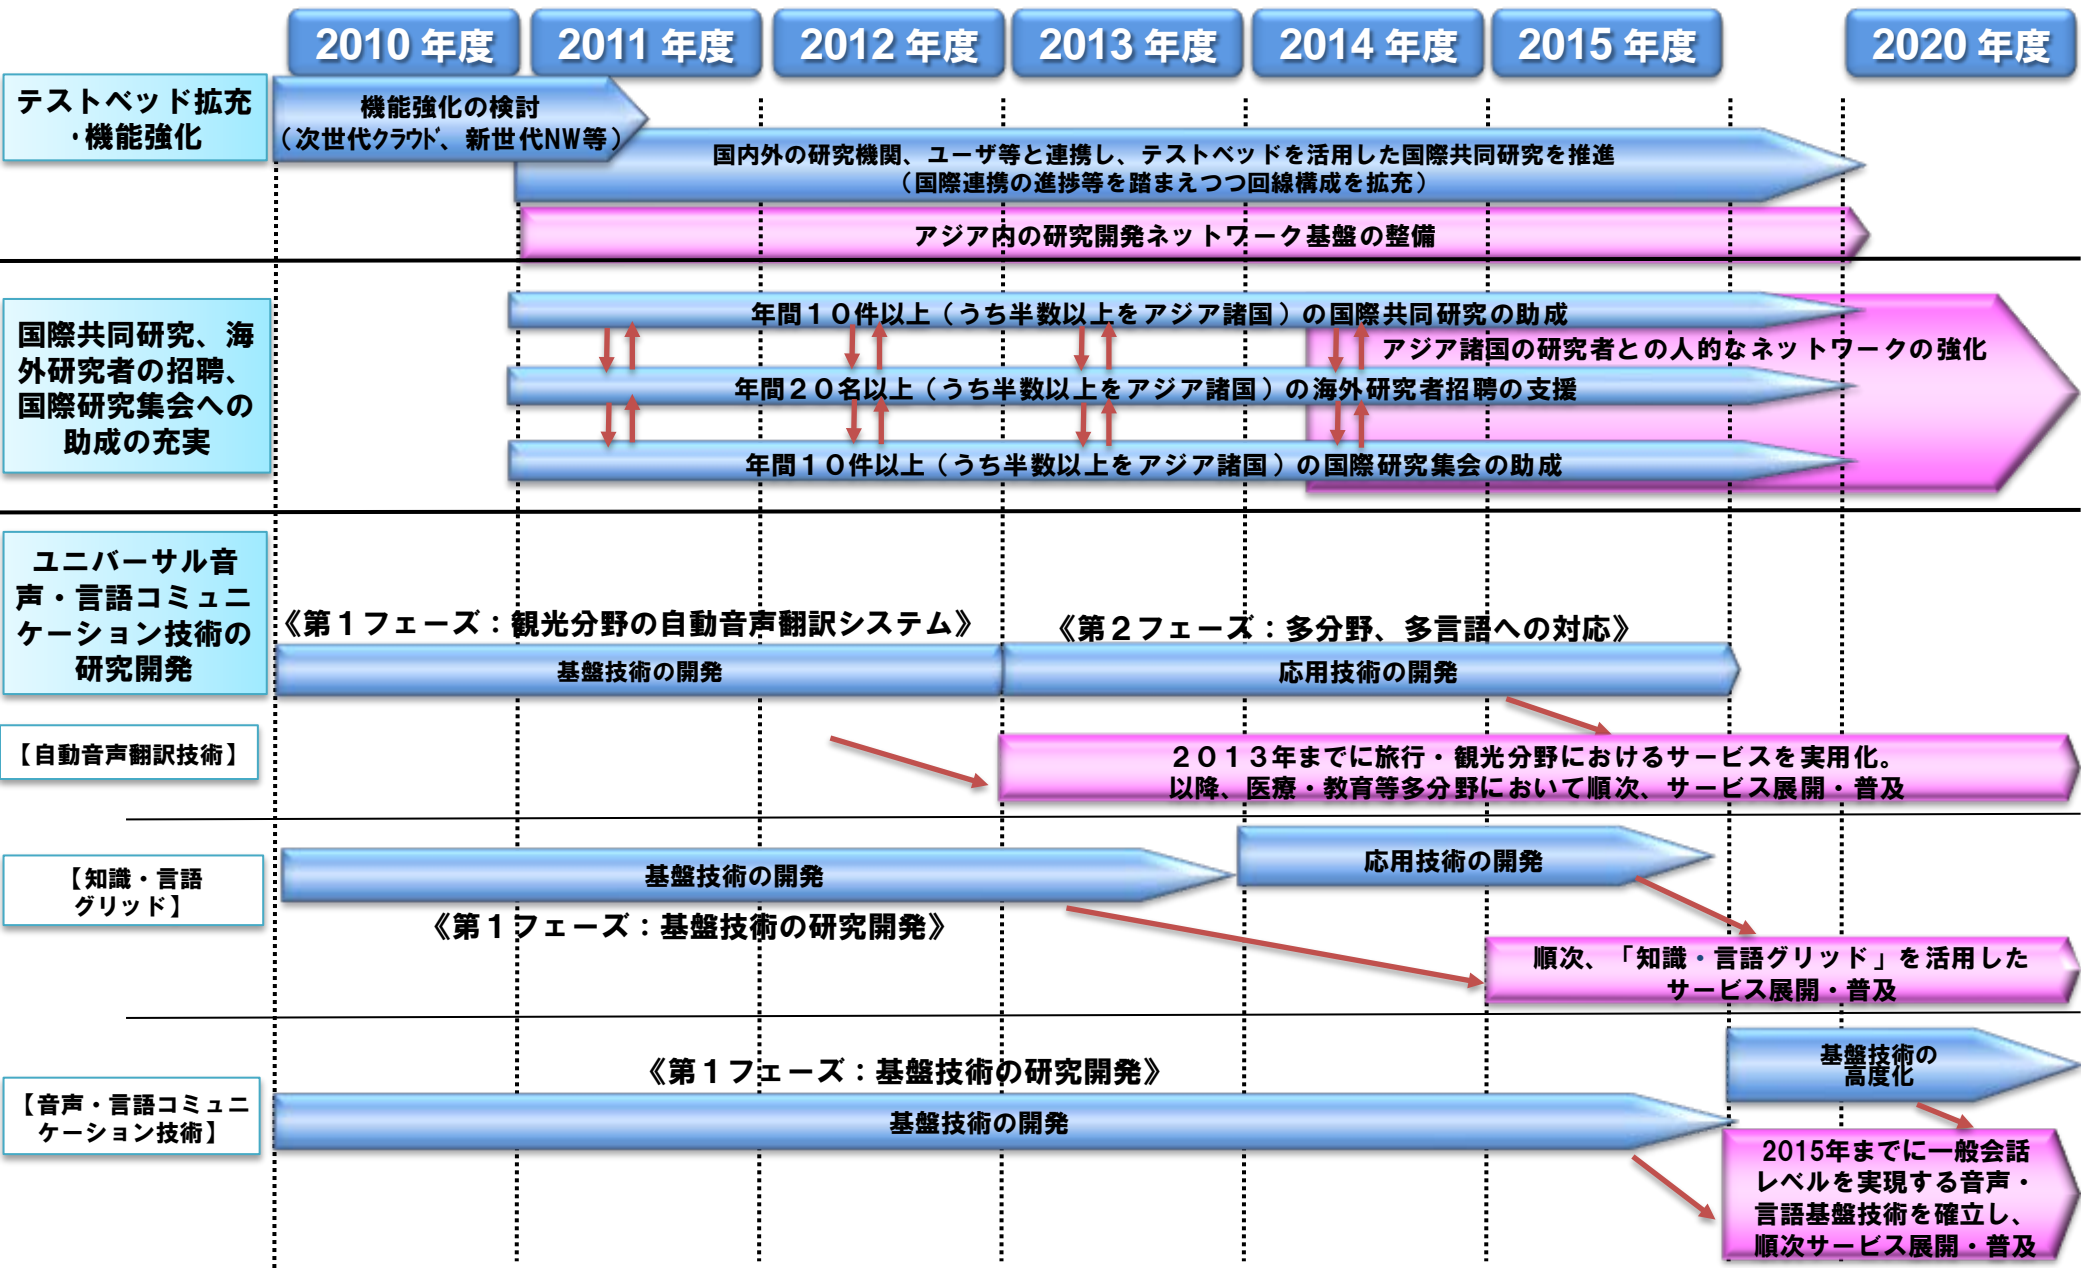 2010 年度
2011 年度
2012 年度
2013 年度
2014 年度
2015 年度
2020 年度
テストベッド拡充
・機能強化
機能強化の検討
（次世代クラウド、新世代NW等）
国内外の研究機関、ユーザ等と連携し、テストベッドを活用した国際共同研究を推進
（国際連携の進捗等を踏まえつつ回線構成を拡充）
アジア内の研究開発ネットワーク基盤の整備
国際共同研究、海
外研究者の招聘、
国際研究集会への
助成の充実
年間１０件以上（うち半数以上をアジア諸国）の国際共同研究の助成
アジア諸国の研究者との人的なネットワークの強化
年間２０名以上（うち半数以上をアジア諸国）の海外研究者招聘の支援
年間１０件以上（うち半数以上をアジア諸国）の国際研究集会の助成
ユニバーサル音
声・言語コミュニ
ケーション技術の
研究開発
《第１フェーズ：観光分野の自動音声翻訳システム》
《第２フェーズ：多分野、多言語への対応》
基盤技術の開発
応用技術の開発
【自動音声翻訳技術】
２０１３年までに旅行・観光分野におけるサービスを実用化。
以降、医療・教育等多分野において順次、サービス展開・普及
【知識・言語
グリッド】
基盤技術の開発
応用技術の開発
《第１フェーズ：基盤技術の研究開発》
順次、「知識・言語グリッド」を活用した
サービス展開・普及
《第１フェーズ：基盤技術の研究開発》
基盤技術の
高度化
【音声・言語コミュニ
ケーション技術】
基盤技術の開発
2015年までに一般会話
レベルを実現する音声・
言語基盤技術を確立し、
順次サービス展開・普及